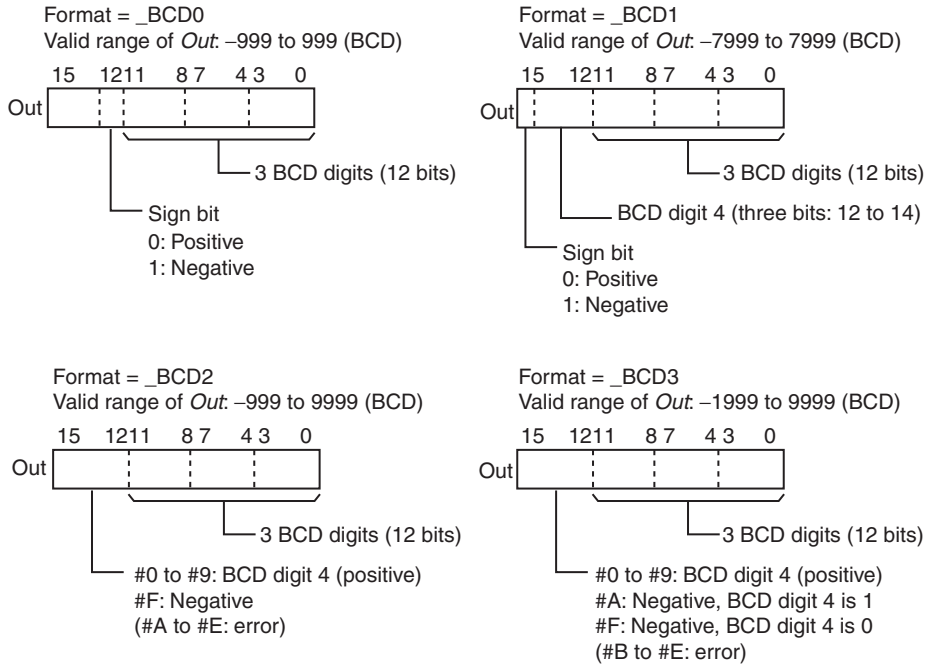 Format = _BCD0
Valid range of Out: –999 to 999 (BCD)
15 1211 8 7 4 3 0
Out
3 BCD digits (12 bits)
Sign bit
0: Positive
1: Negative
Format = _BCD1
Valid range of Out: –7999 to 7999 (BCD)
15 1211 8 7 4 3 0
Out
3 BCD digits (12 bits)
BCD digit 4 (three bits: 12 to 14)
Sign bit
0: Positive
1: Negative
Format = _BCD2
Valid range of Out: –999 to 9999 (BCD)
15 1211 8 7 4 3 0
Out
3 BCD digits (12 bits)
#0 to #9: BCD digit 4 (positive)
#F: Negative
(#A to #E: error)
Format = _BCD3
Valid range of Out: –1999 to 9999 (BCD)
15 1211 8 7 4 3 0
Out
3 BCD digits (12 bits)
#0 to #9: BCD digit 4 (positive)
#A: Negative, BCD digit 4 is 1
#F: Negative, BCD digit 4 is 0
(#B to #E: error)